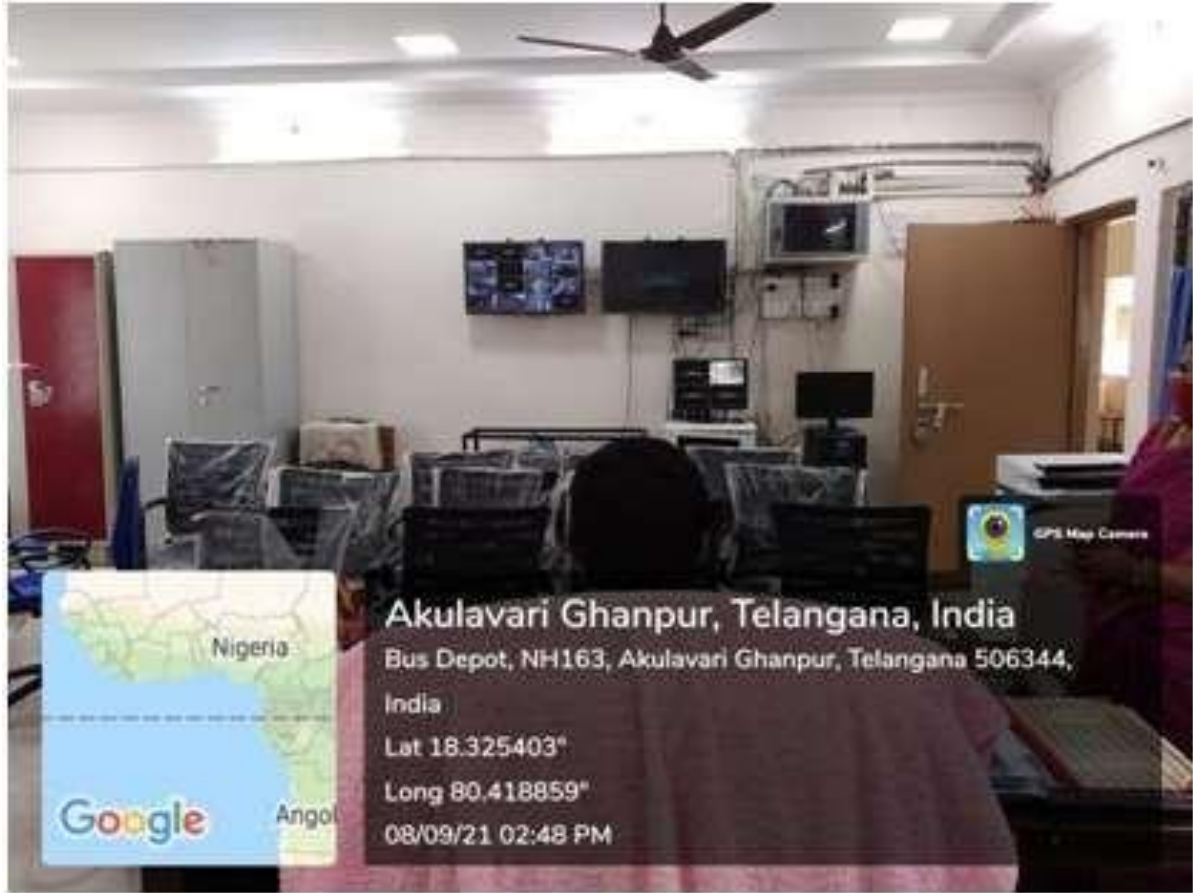 GPS Map Camera
Nigeria
Angol
Google
Akulavari Ghanpur, Telangana, India
Bus Depot, NH163, Akulavari Ghanpur, Telangana 506344,
India
Lat 18.325403°
Long 80.418859°
08/09/21 02:48 PM